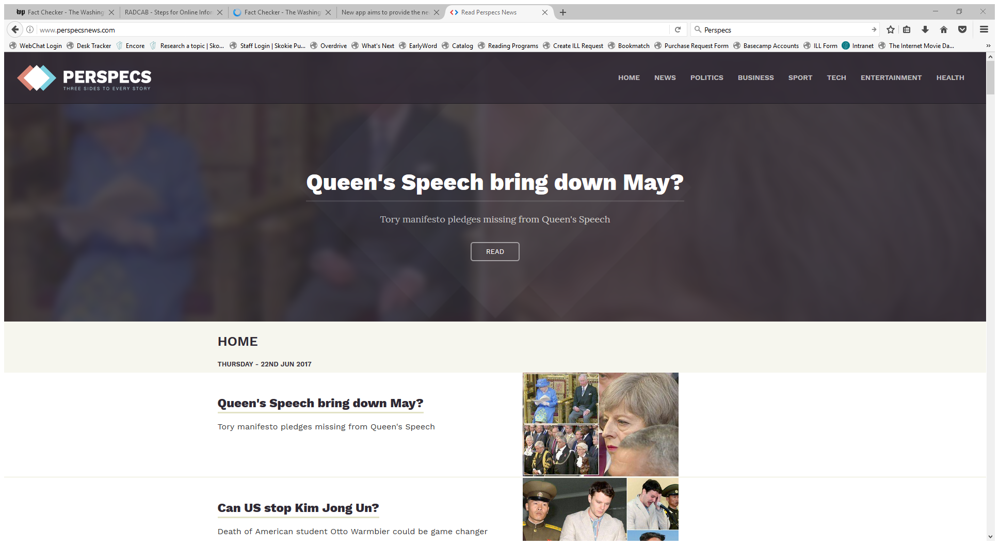 wp Fact Checker - The Washing
RADCAB - Steps for Online Infor
Fact Checker - The Washing
New app aims to provide the ne
Read Perspecs News
www.perspecsnews.com
Perspecs
WebChat Login
Desk Tracker
Encore
Research a topic | Sko...
Staff Login | Skokie Pu...
Overdrive
What's Next
EarlyWord
Catalog
Reading Programs
Create ILL Request
Bookmatch
Purchase Request Form
Basecamp Accounts
ILL Form
Intranet
The Internet Movie Da...
PERSPECS
THREE SIDES TO EVERY STORY
HOME NEWS POLITICS BUSINESS SPORT TECH ENTERTAINMENT HEALTH
Queen's Speech bring down May?
Tory manifesto pledges missing from Queen's Speech
READ
HOME
THURSDAY - 22ND JUN 2017
Queen's Speech bring down May?
Tory manifesto pledges missing from Queen's Speech
Can US stop Kim Jong Un?
Death of American student Otto Warmbier could be game changer